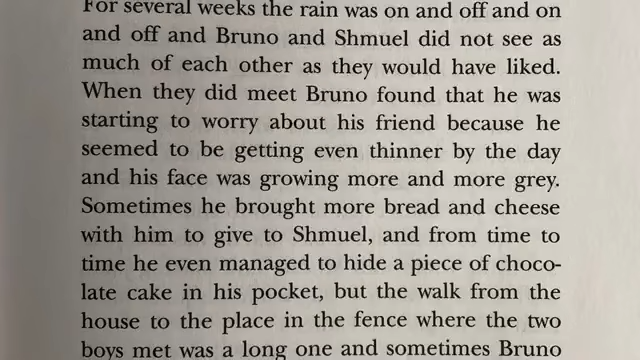 For several weeks the rain was on and off and on
and off and Bruno and Shmuel did not see as
much of each other as they would have liked.
When they did meet Bruno found that he was
starting to worry about his friend because he
seemed to be getting even thinner by the day
and his face was growing more and more grey.
Sometimes he brought more bread and cheese
with him to give to Shmuel, and from time to
time he even managed to hide a piece of choco-
late cake in his pocket, but the walk from the
house to the place in the fence where the two
boys met was a long one and sometimes Bruno